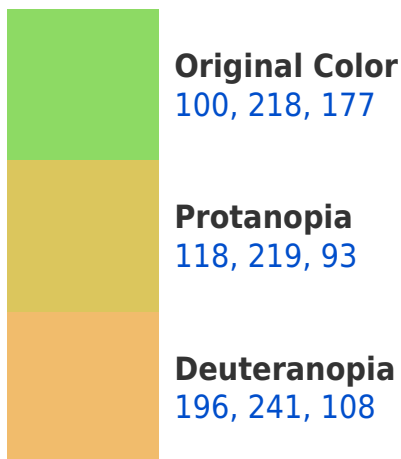 Original Color
100, 218, 177
Protanopia
118, 219, 93
Deuteranopia
196, 241, 108